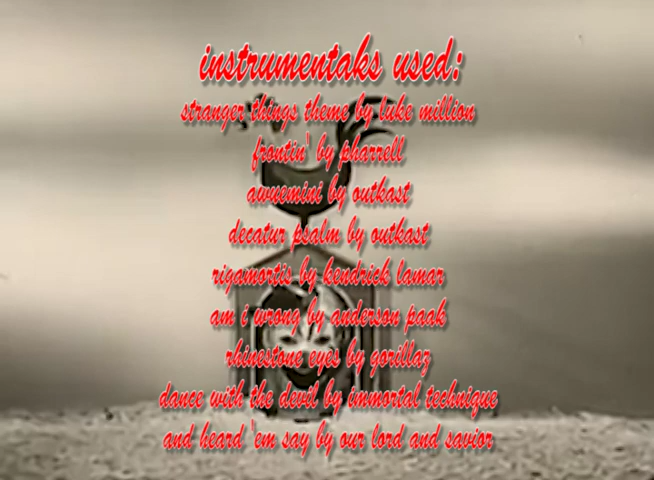 instrumentaks used:
stranger things theme by luke million
frontin' by pharrell
awuemini by outkast
decatur psalm by outkast
rigamortis by kendrick lamar
am i wrong by anderson paak
rhinestone eyes by gorillaz
dance with the devil by immortal technique
and heard 'em say by our lord and savior